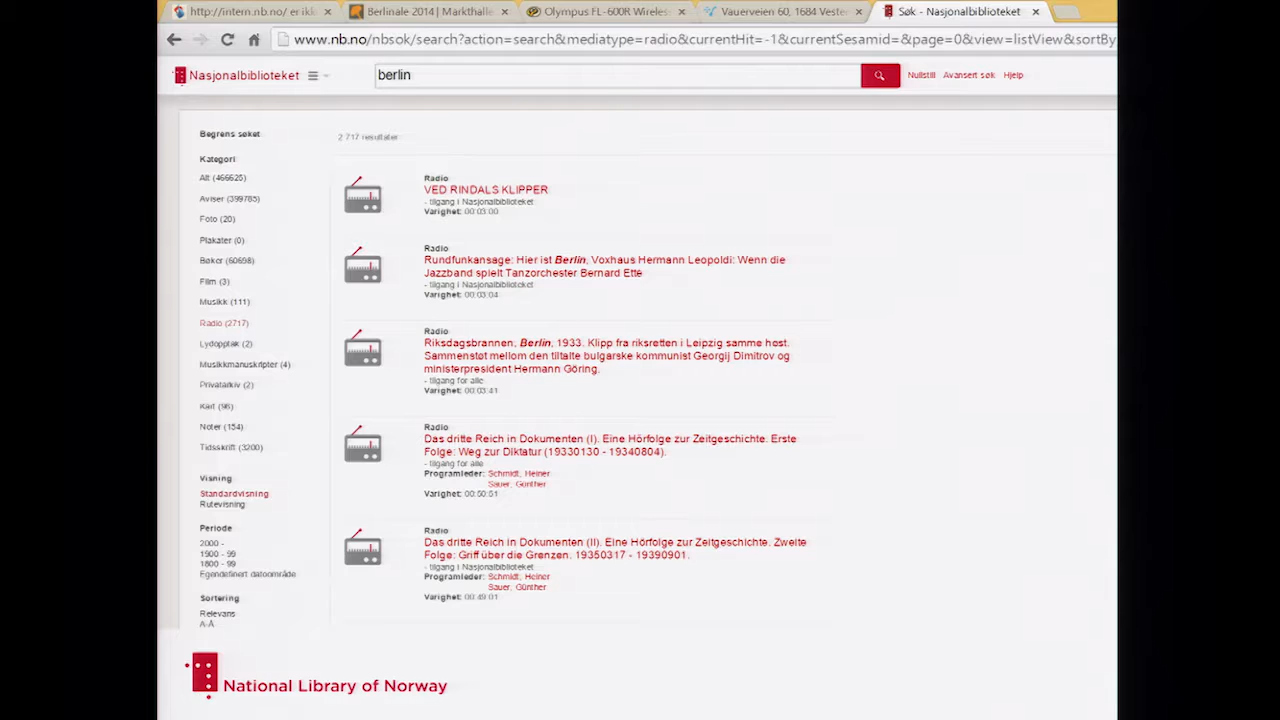 http://intern.nb.no/ er ikk
Berlinale 2014 | Markthalle
Olympus FL-600R Wireles
Vauerveien 60, 1684 Vester
Søk - Nasjonalbiblioteket
www.nb.no/nbsok/search?action=search&mediatype=radio&currentHit=-1&currentSesamid=&page=0&view=listView&sortBy
Nasjonalbiblioteket
berlin
Nullstill Avansert søk Hjelp
Begrens søket
2 717 resultater
Kategori
Alt (466625)
Aviser (399785)
Foto (20)
Plakater (0)
Bøker (60698)
Film (3)
Musikk (111)
Radio (2717)
Lydopptak (2)
Musikkmanuskripter (4)
Privatarkiv (2)
Kart (96)
Noter (154)
Tidsskrift (3200)
Visning
Standardvisning
Rutevisning
Periode
2000 -
1900 - 99
1800 - 99
Egendefinert datoområde
Sortering
Relevans
A-Å
Radio
VED RINDALS KLIPPER
- tilgang i Nasjonalbiblioteket
Varighet: 00:03:00
Radio
Rundfunkansage: Hier ist Berlin, Voxhaus Hermann Leopoldi: Wenn die
Jazzband spielt Tanzorchester Bernard Etté
- tilgang i Nasjonalbiblioteket
Varighet: 00:03:04
Radio
Riksdagsbrannen, Berlin, 1933. Klipp fra riksretten i Leipzig samme høst.
Sammenstøt mellom den tiltalte bulgarske kommunist Georgij Dimitrov og
ministerpresident Hermann Göring.
- tilgang for alle
Varighet: 00:03:41
Radio
Das dritte Reich in Dokumenten (I). Eine Hörfolge zur Zeitgeschichte. Erste
Folge: Weg zur Diktatur (19330130 - 19340804).
- tilgang for alle
Programleder: Schmidt, Heiner
Sauer, Günther
Varighet: 00:50:51
Radio
Das dritte Reich in Dokumenten (II). Eine Hörfolge zur Zeitgeschichte. Zweite
Folge: Griff über die Grenzen. 19350317 - 19390901.
- tilgang i Nasjonalbiblioteket
Programleder: Schmidt, Heiner
Sauer, Günther
Varighet: 00:49:01
National Library of Norway